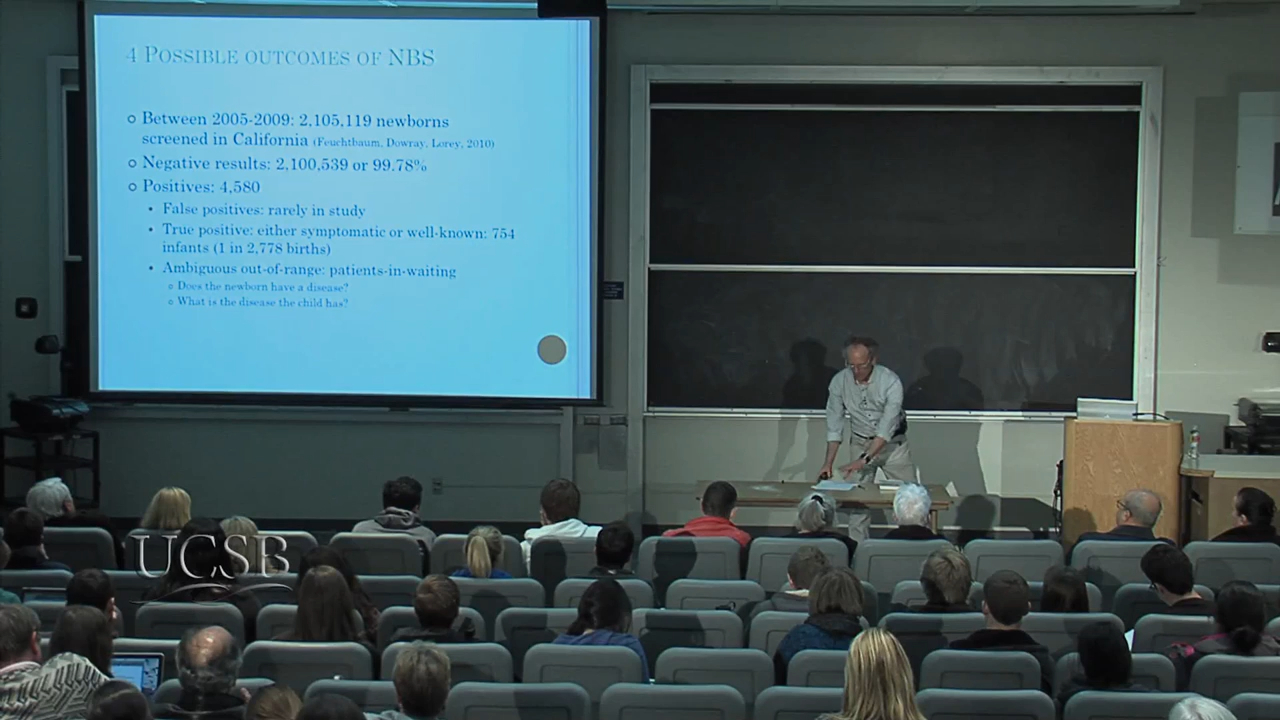 4 POSSIBLE OUTCOMES OF NBS
Between 2005-2009: 2,105,119 newborns
screened in California (Feuchtbaum, Dowray, Lorey, 2010)
Negative results: 2,100,539 or 99.78%
Positives: 4,580
False positives: rarely in study
True positive: either symptomatic or well-known: 754
infants (1 in 2,778 births)
Ambiguous out-of-range: patients-in-waiting
Does the newborn have a disease?
What is the disease the child has?
UCSB